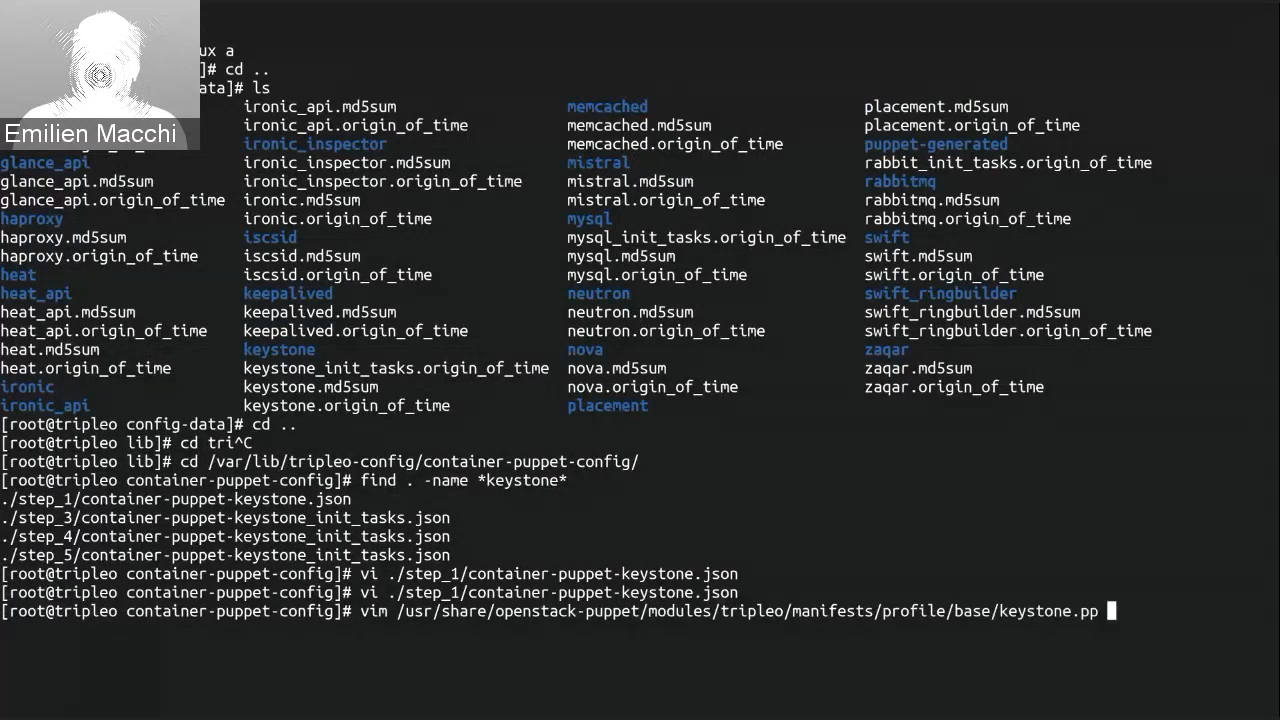 ux a
]# cd ..
ata]# ls
Emilien Macchi
ironic_api.md5sum memcached placement.md5sum
ironic_api.origin_of_time memcached.md5sum placement.origin_of_time
ironic_inspector memcached.origin_of_time puppet-generated
glance_api ironic_inspector.md5sum mistral rabbit_init_tasks.origin_of_time
glance_api.md5sum ironic_inspector.origin_of_time mistral.md5sum rabbitmq
glance_api.origin_of_time ironic.md5sum mistral.origin_of_time rabbitmq.md5sum
haproxy ironic.origin_of_time mysql rabbitmq.origin_of_time
haproxy.md5sum iscsid mysql_init_tasks.origin_of_time swift
haproxy.origin_of_time iscsid.md5sum mysql.md5sum swift.md5sum
heat iscsid.origin_of_time mysql.origin_of_time swift.origin_of_time
heat_api keepalived neutron swift_ringbuilder
heat_api.md5sum keepalived.md5sum neutron.md5sum swift_ringbuilder.md5sum
heat_api.origin_of_time keepalived.origin_of_time neutron.origin_of_time swift_ringbuilder.origin_of_time
heat.md5sum keystone nova zaqar
heat.origin_of_time keystone_init_tasks.origin_of_time nova.md5sum zaqar.md5sum
ironic keystone.md5sum nova.origin_of_time zaqar.origin_of_time
ironic_api keystone.origin_of_time placement
[root@tripleo config-data]# cd ..
[root@tripleo lib]# cd tri^C
[root@tripleo lib]# cd /var/lib/tripleo-config/container-puppet-config/
[root@tripleo container-puppet-config]# find . -name *keystone*
./step_1/container-puppet-keystone.json
./step_3/container-puppet-keystone_init_tasks.json
./step_4/container-puppet-keystone_init_tasks.json
./step_5/container-puppet-keystone_init_tasks.json
[root@tripleo container-puppet-config]# vi ./step_1/container-puppet-keystone.json
[root@tripleo container-puppet-config]# vi ./step_1/container-puppet-keystone.json
[root@tripleo container-puppet-config]# vim /usr/share/openstack-puppet/modules/tripleo/manifests/profile/base/keystone.pp